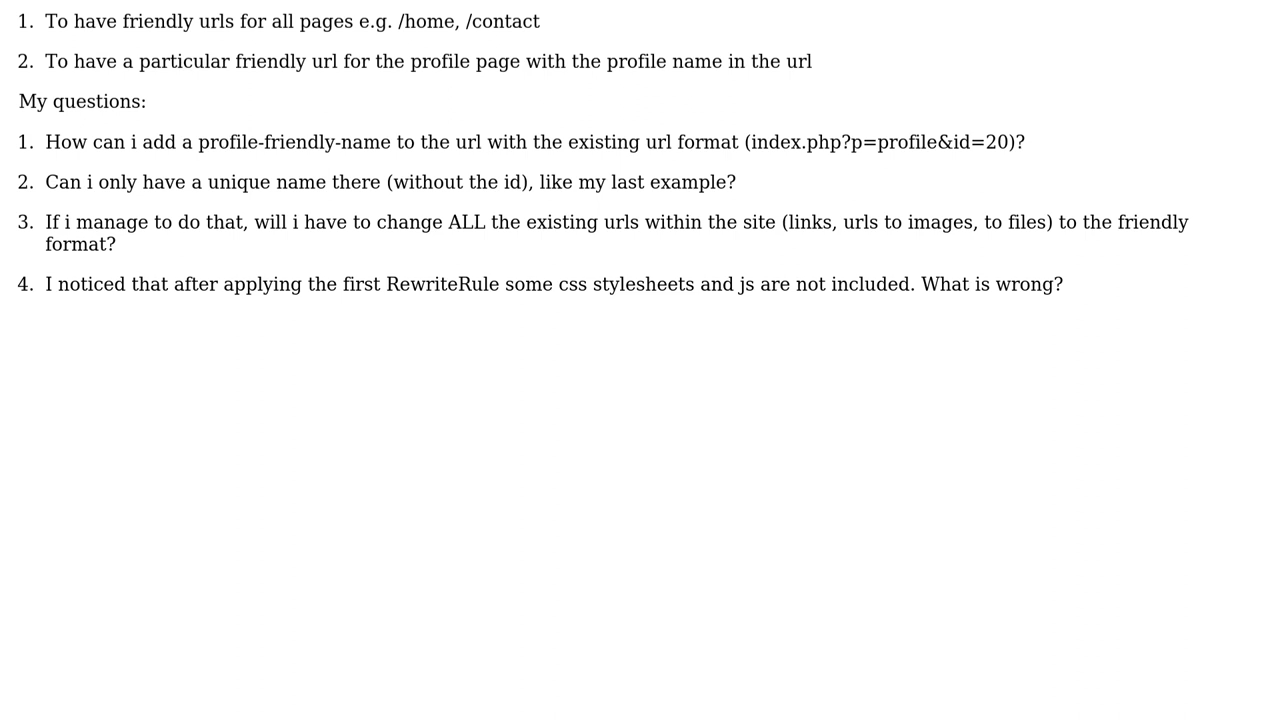 1. To have friendly urls for all pages e.g. /home, /contact
2. To have a particular friendly url for the profile page with the profile name in the url
My questions:
1. How can i add a profile-friendly-name to the url with the existing url format (index.php?p=profile&id=20)?
2. Can i only have a unique name there (without the id), like my last example?
3. If i manage to do that, will i have to change ALL the existing urls within the site (links, urls to images, to files) to the friendly
format?
4. I noticed that after applying the first RewriteRule some css stylesheets and js are not included. What is wrong?